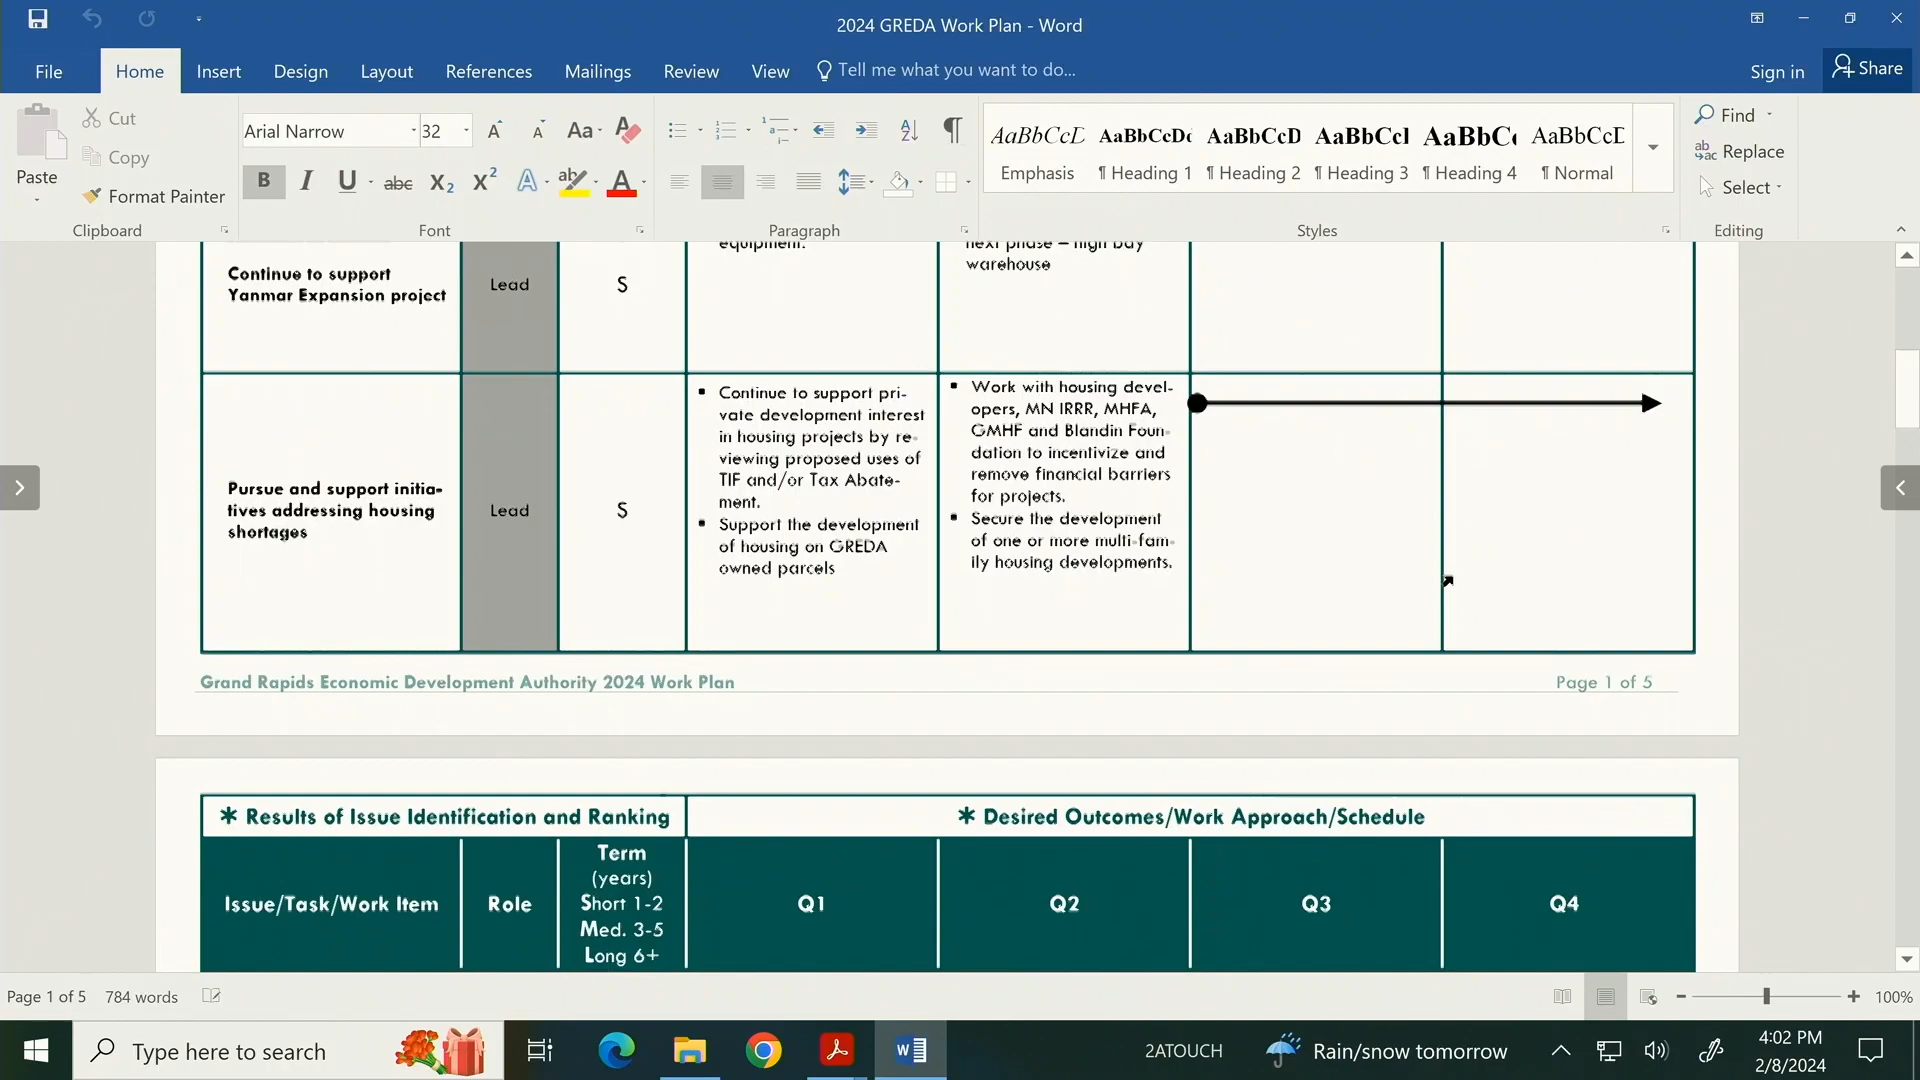 2024 GREDA Work Plan - Word
File Home Insert Design Layout References Mailings Review View Tell me what you want to do... Sign in Share
Paste Cut Copy Format Painter Clipboard
Arial Narrow 32 Font
Paragraph
AaBbCcD AaBbCcDd AaBbCcD AaBbCcI AaBbCc AaBbCcD
Emphasis ¶ Heading 1 ¶ Heading 2 ¶ Heading 3 ¶ Heading 4 ¶ Normal
Styles
Find
Replace
Select
Editing
equipment.
next phase – high bay
warehouse
Continue to support
Yanmar Expansion project
Lead
S
Pursue and support initia-
tives addressing housing
shortages
Lead
S
▪ Continue to support pri-
vate development interest
in housing projects by re-
viewing proposed uses of
TIF and/or Tax Abate-
ment.
▪ Support the development
of housing on GREDA
owned parcels
▪ Work with housing devel-
opers, MN IRRR, MHFA,
GMHF and Blandin Foun-
dation to incentivize and
remove financial barriers
for projects.
▪ Secure the development
of one or more multi-fam-
ily housing developments.
Grand Rapids Economic Development Authority 2024 Work Plan
Page 1 of 5
* Results of Issue Identification and Ranking
* Desired Outcomes/Work Approach/Schedule
Issue/Task/Work Item
Role
Term
(years)
Short 1-2
Med. 3-5
Long 6+
Q1
Q2
Q3
Q4
Page 1 of 5 784 words 100%
Type here to search
2ATOUCH
Rain/snow tomorrow
4:02 PM
2/8/2024